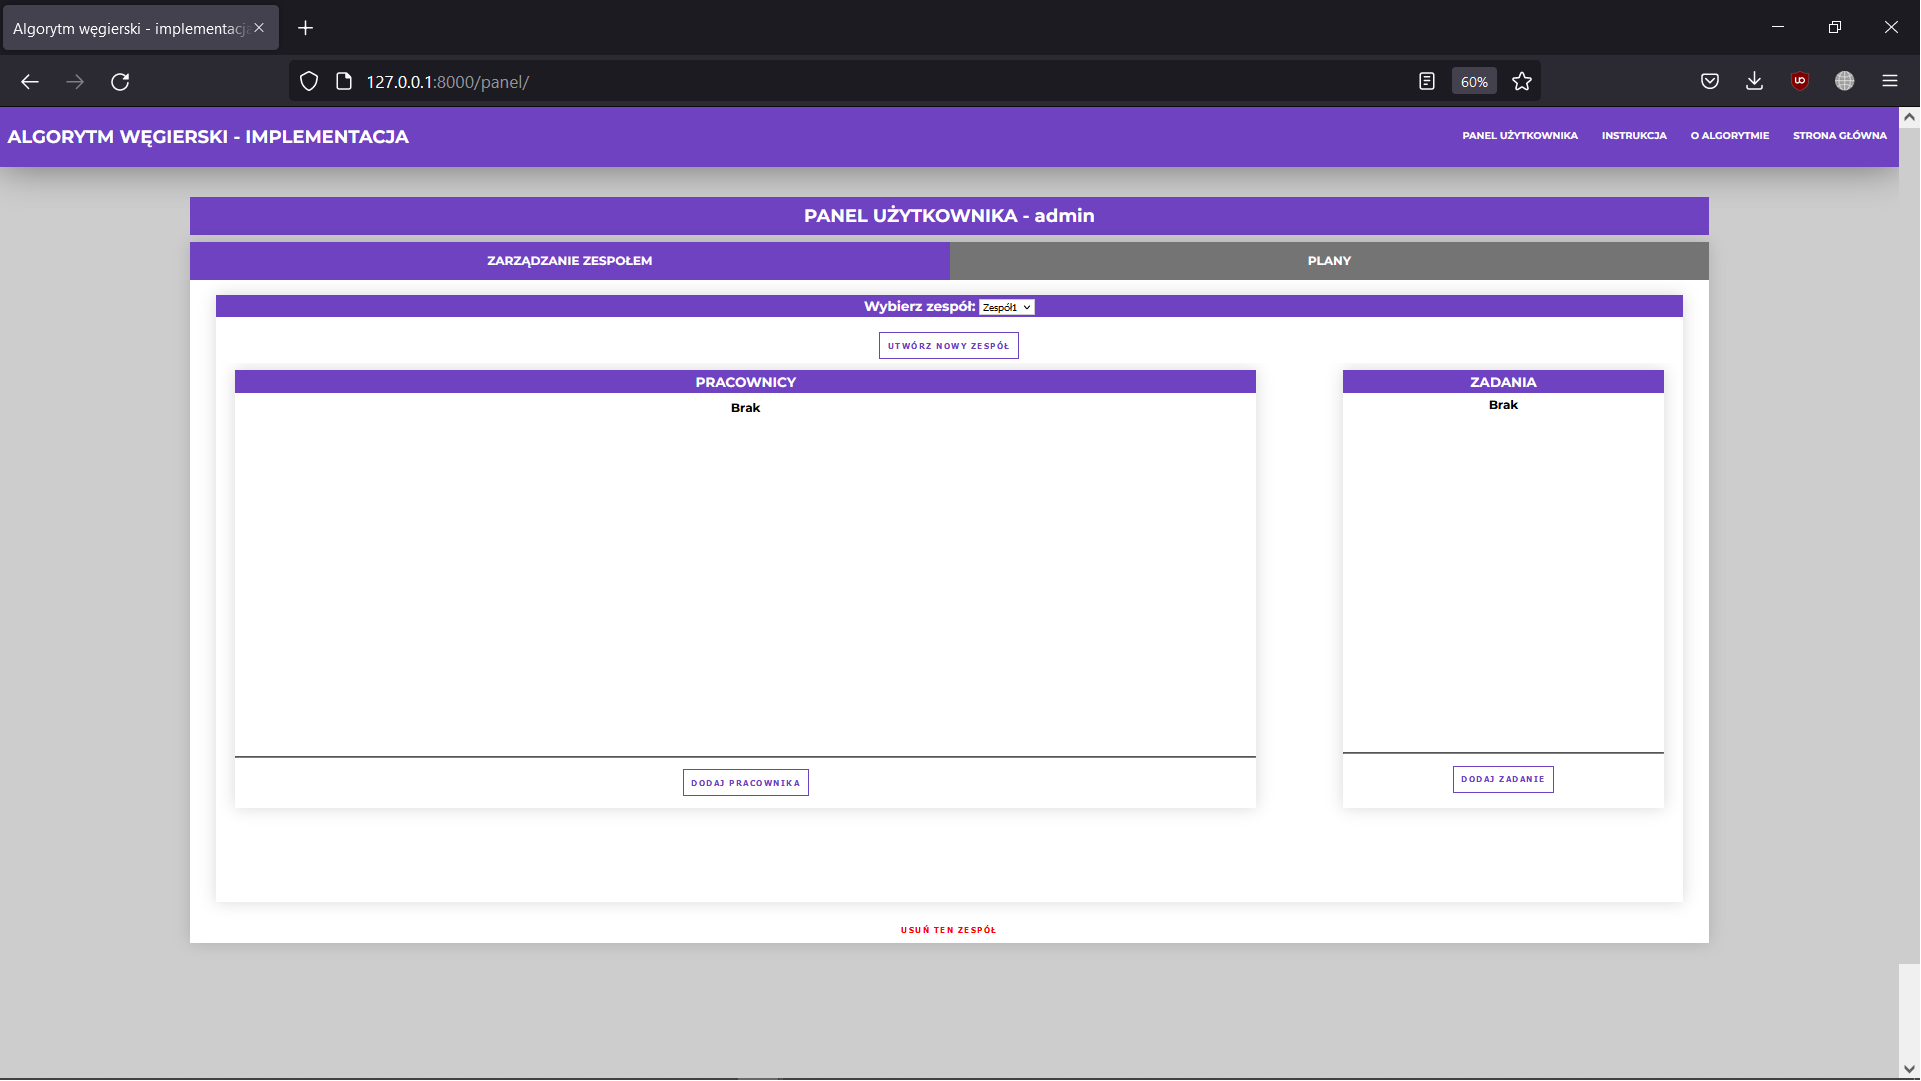 Algorytm węgierski - implementacja
127.0.0.1:8000/panel/
60%
ALGORYTM WĘGIERSKI - IMPLEMENTACJA
PANEL UŻYTKOWNIKA
INSTRUKCJA
O ALGORYTMIE
STRONA GŁÓWNA
PANEL UŻYTKOWNIKA - admin
ZARZĄDZANIE ZESPOŁEM
PLANY
Wybierz zespół: Zespół1
UTWÓRZ NOWY ZESPÓŁ
PRACOWNICY
Brak
DODAJ PRACOWNIKA
ZADANIA
Brak
DODAJ ZADANIE
USUŃ TEN ZESPÓŁ